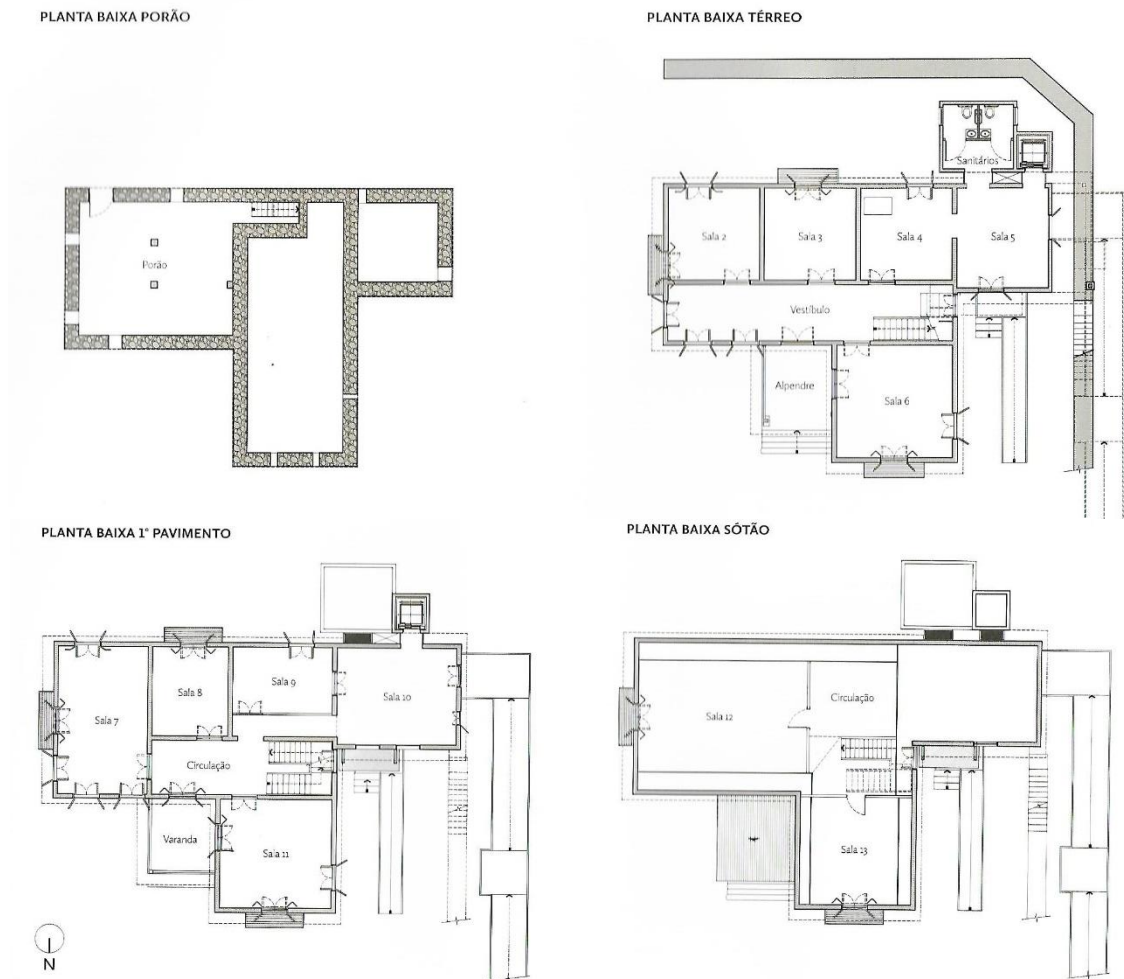 PLANTA BAIXA PORÃO
Porão
PLANTA BAIXA TÉRREO
Sanitários
Sala 2
Sala 3
Sala 4
Sala 5
Vestíbulo
Alpendre
Sala 6
PLANTA BAIXA 1° PAVIMENTO
Sala 7
Sala 8
Sala 9
Sala 10
Circulação
Varanda
Sala 11
N
PLANTA BAIXA SÓTÃO
Sala 12
Circulação
Sala 13